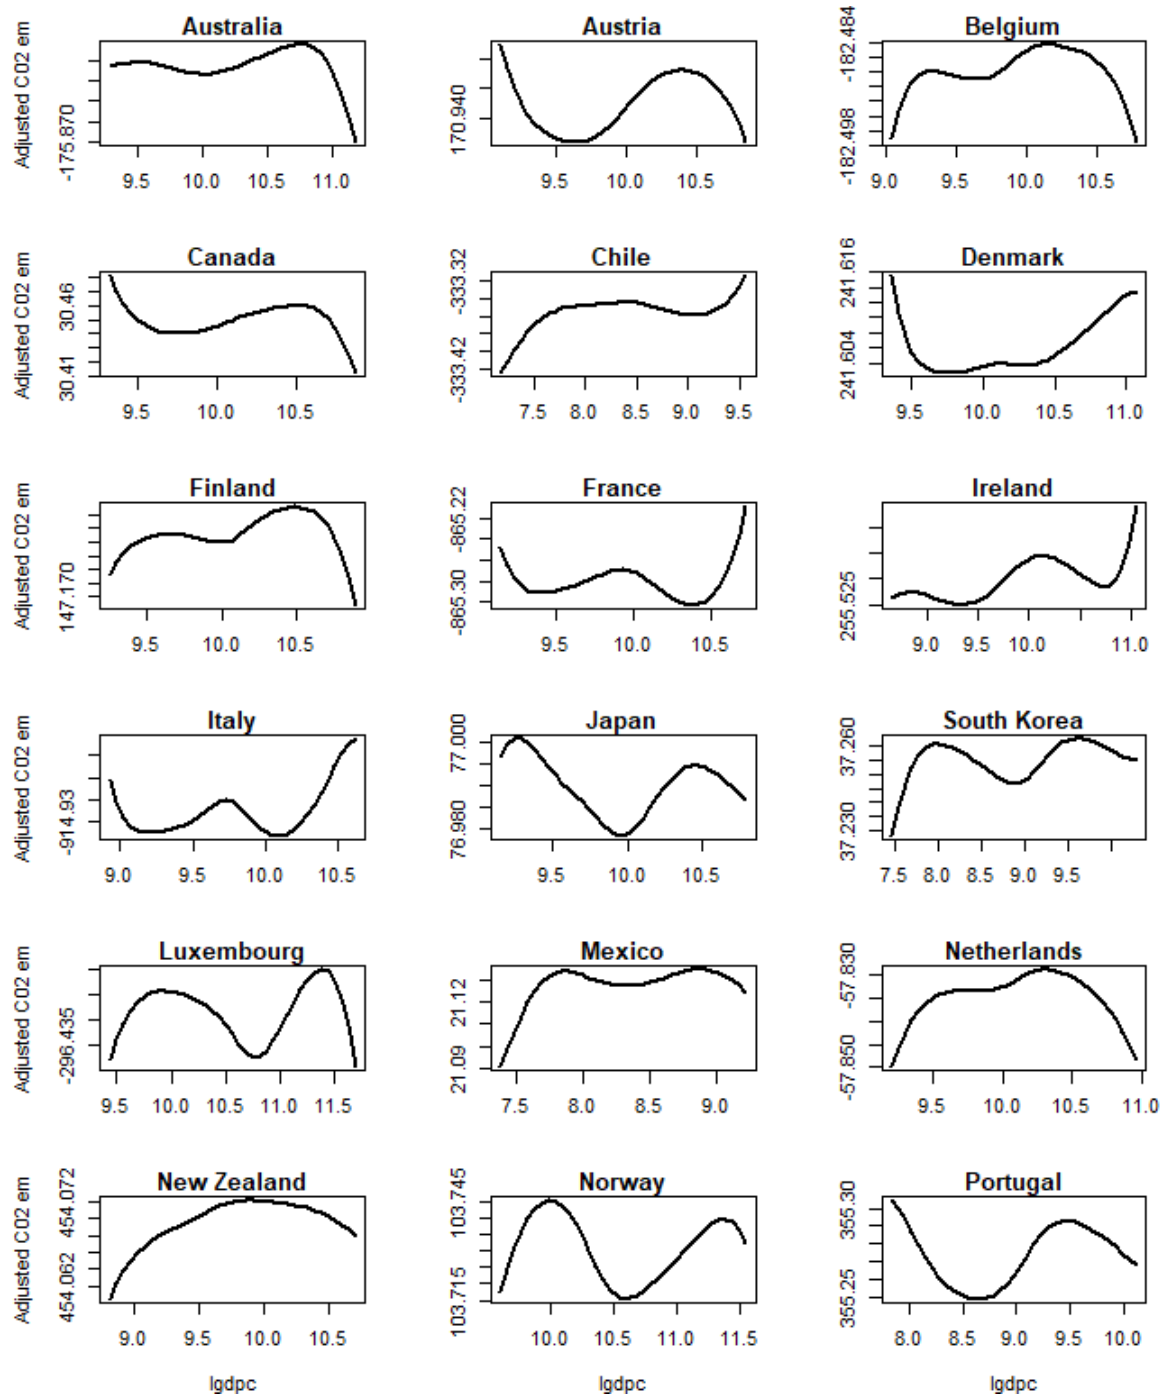 Australia
Austria
Belgium
Adjusted C02 em
-175.870
170.940
-182.498
-182.484
9.5 10.0 10.5 11.0
9.5 10.0 10.5
9.0 9.5 10.0 10.5
Canada
Chile
Denmark
Adjusted C02 em
30.41 30.46
-333.42 -333.32
241.604 241.616
9.5 10.0 10.5
7.5 8.0 8.5 9.0 9.5
9.5 10.0 10.5 11.0
Finland
France
Ireland
Adjusted C02 em
147.170
-865.30 -865.22
255.525
9.5 10.0 10.5
9.5 10.0 10.5
9.0 9.5 10.0 11.0
Italy
Japan
South Korea
Adjusted C02 em
-914.93
76.980 77.000
37.230 37.260
9.0 9.5 10.0 10.5
9.5 10.0 10.5
7.5 8.0 8.5 9.0 9.5
Luxembourg
Mexico
Netherlands
Adjusted C02 em
-296.435
21.09 21.12
-57.850 -57.830
9.5 10.0 10.5 11.0 11.5
7.5 8.0 8.5 9.0
9.5 10.0 10.5 11.0
New Zealand
Norway
Portugal
Adjusted C02 em
454.062 454.072
103.715 103.745
355.25 355.30
9.0 9.5 10.0 10.5
10.0 10.5 11.0 11.5
8.0 8.5 9.0 9.5 10.0
lgdpc
lgdpc
lgdpc